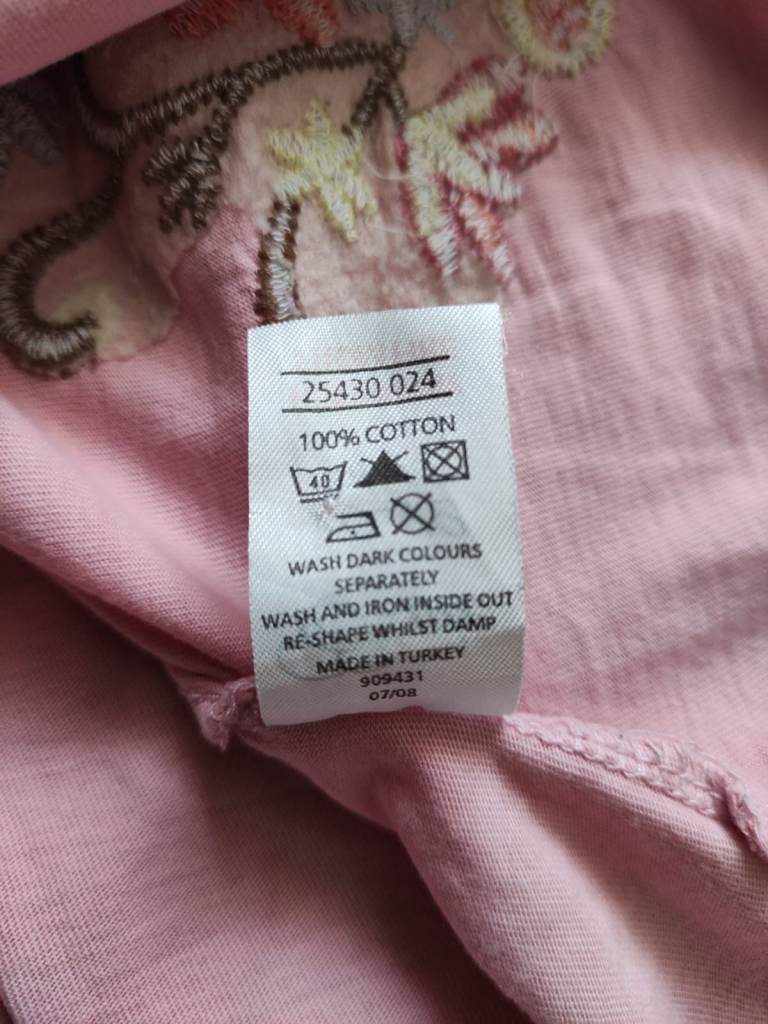 25430 024
100% COTTON
40
WASH DARK COLOURS
SEPARATELY
WASH AND IRON INSIDE OUT
RE-SHAPE WHILST DAMP
MADE IN TURKEY
909431
07/08